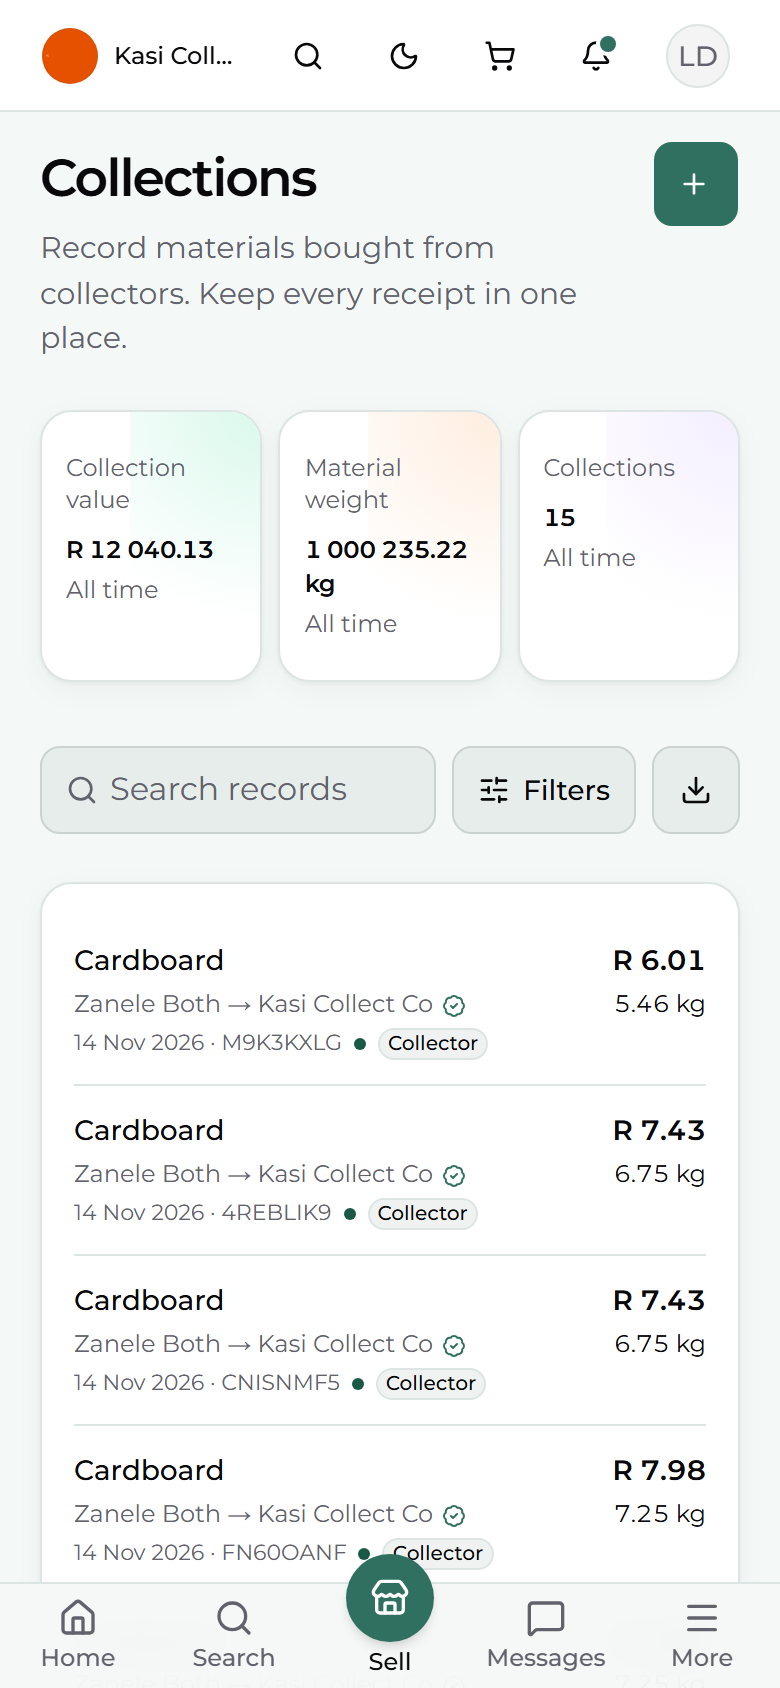 Kasi Coll...
LD
Collections
Record materials bought from
collectors. Keep every receipt in one
place.
Collection
value
R 12 040.13
All time
Material
weight
1 000 235.22
kg
All time
Collections
15
All time
Search records
Filters
Cardboard
R 6.01
Zanele Both → Kasi Collect Co
5.46 kg
14 Nov 2026 · M9K3KXLG
Collector
Cardboard
R 7.43
Zanele Both → Kasi Collect Co
6.75 kg
14 Nov 2026 · 4REBLIK9
Collector
Cardboard
R 7.43
Zanele Both → Kasi Collect Co
6.75 kg
14 Nov 2026 · CNISNMF5
Collector
Cardboard
R 7.98
Zanele Both → Kasi Collect Co
7.25 kg
14 Nov 2026 · FN60OANF
Collector
Home
Search
Sell
Messages
More